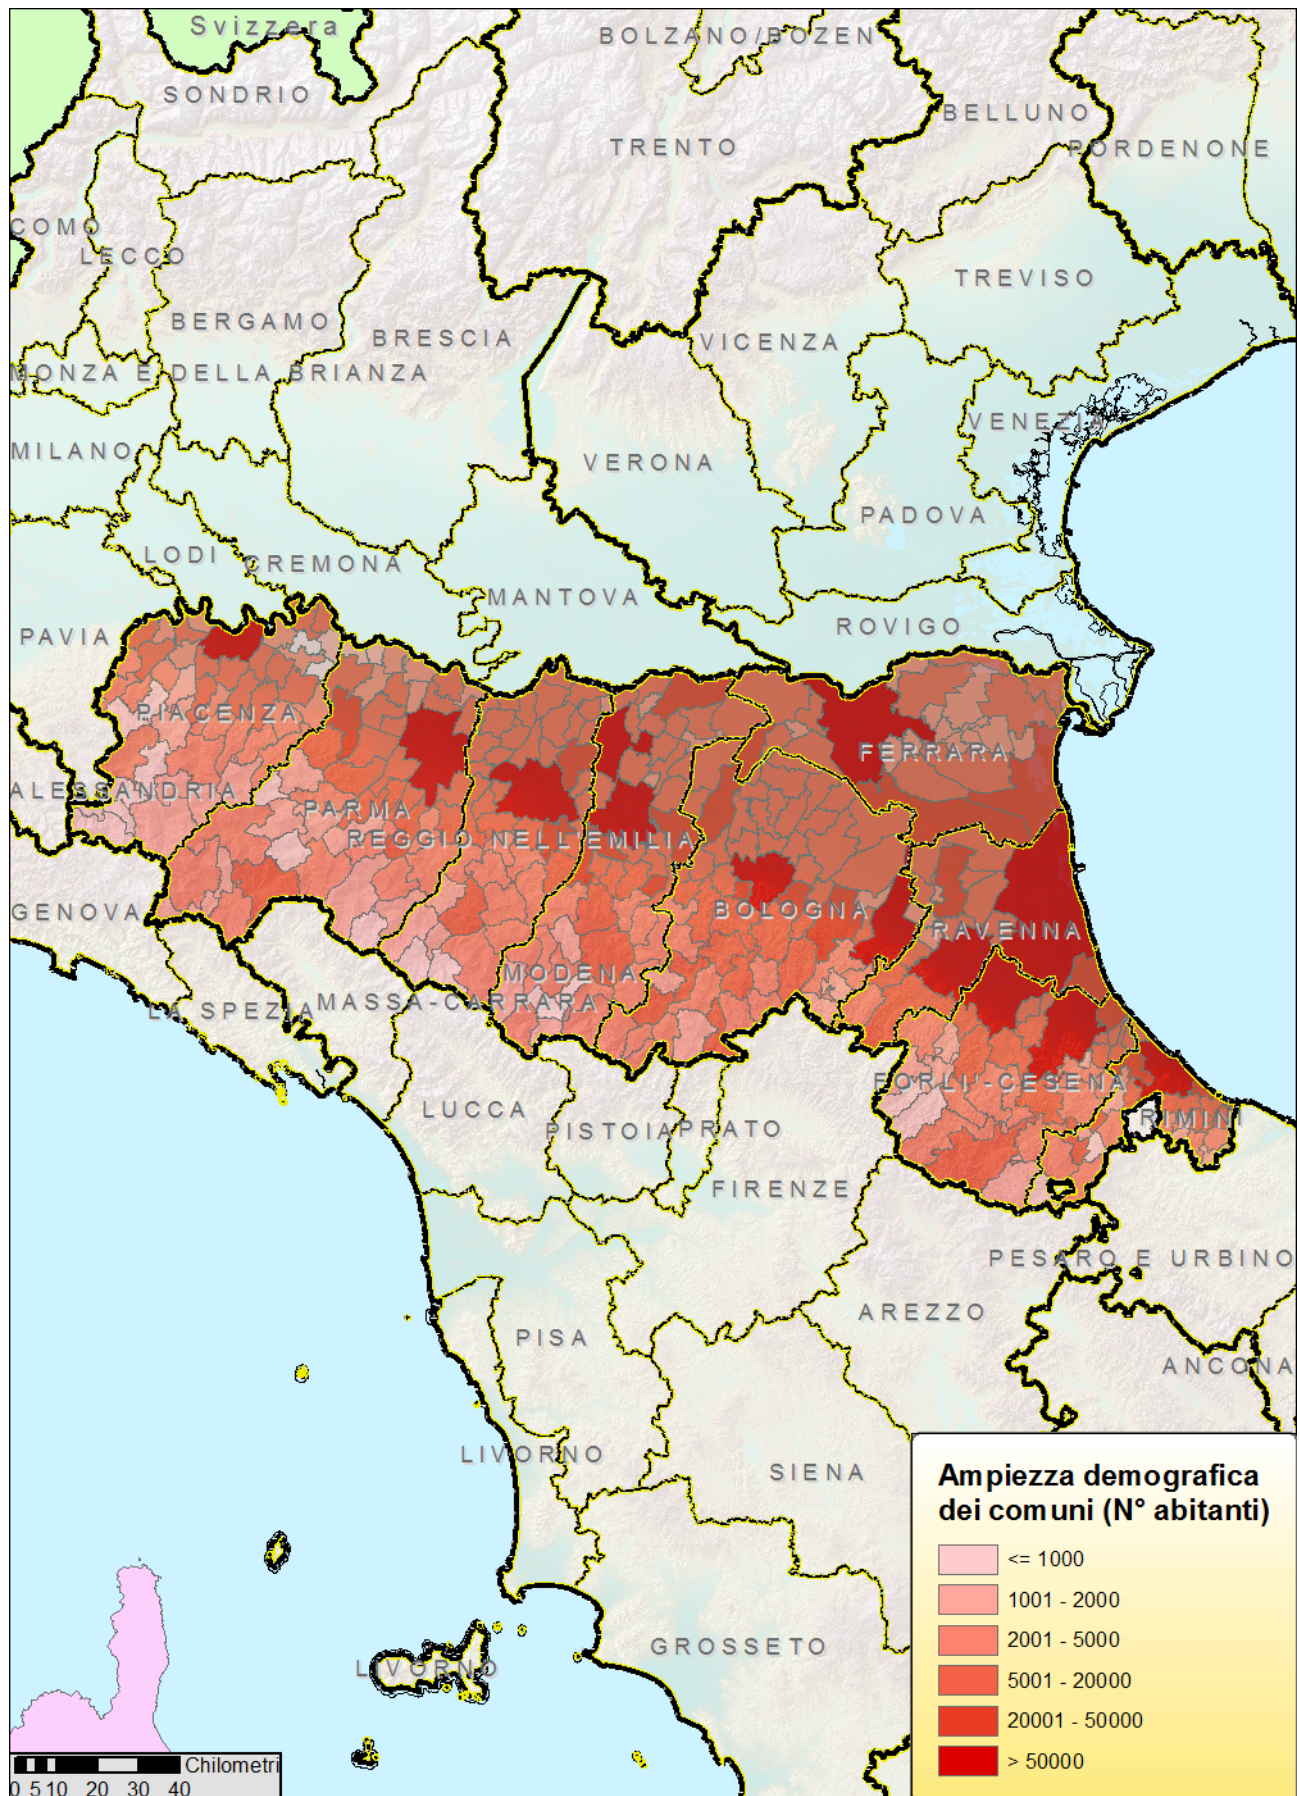 Svizzera
BOLZANO/BOZEN
SONDRIO
BELLUNO
TRENTO
PORDENONE
COMO
LECCO
TREVISO
BERGAMO
BRESCIA
VICENZA
MONZA E DELLA BRIANZA
VENEZIA
MILANO
VERONA
PADOVA
LODI
CREMONA
MANTOVA
ROVIGO
PAVIA
PIACENZA
FERRARA
ALESSANDRIA
PARMA
REGGIO NELL'EMILIA
GENOVA
BOLOGNA
RAVENNA
MODENA
LA SPEZIA
MASSA-CARRARA
FORLI'-CESENA
LUCCA
RIMINI
PISTOIA
PRATO
FIRENZE
PESARO E URBINO
AREZZO
PISA
ANCONA
LIVORNO
SIENA
GROSSETO
LIVORNO
Ampiezza demografica
dei comuni (N° abitanti)
<= 1000
1001 - 2000
2001 - 5000
5001 - 20000
20001 - 50000
> 50000
Chilometri
0 5 10 20 30 40